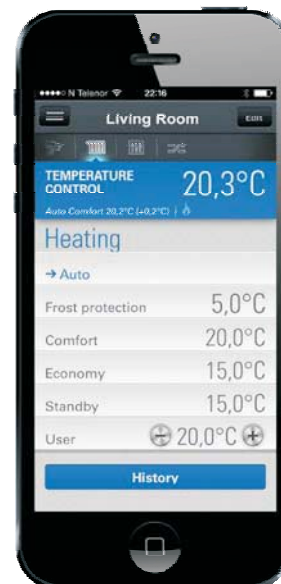 N Telenor 22:16
Living Room Edit
TEMPERATURE CONTROL 20,3°C
Auto Comfort 20,2°C (+0,2°C)
Heating
→ Auto
Frost protection 5,0°C
Comfort 20,0°C
Economy 15,0°C
Standby 15,0°C
User 20,0°C
History